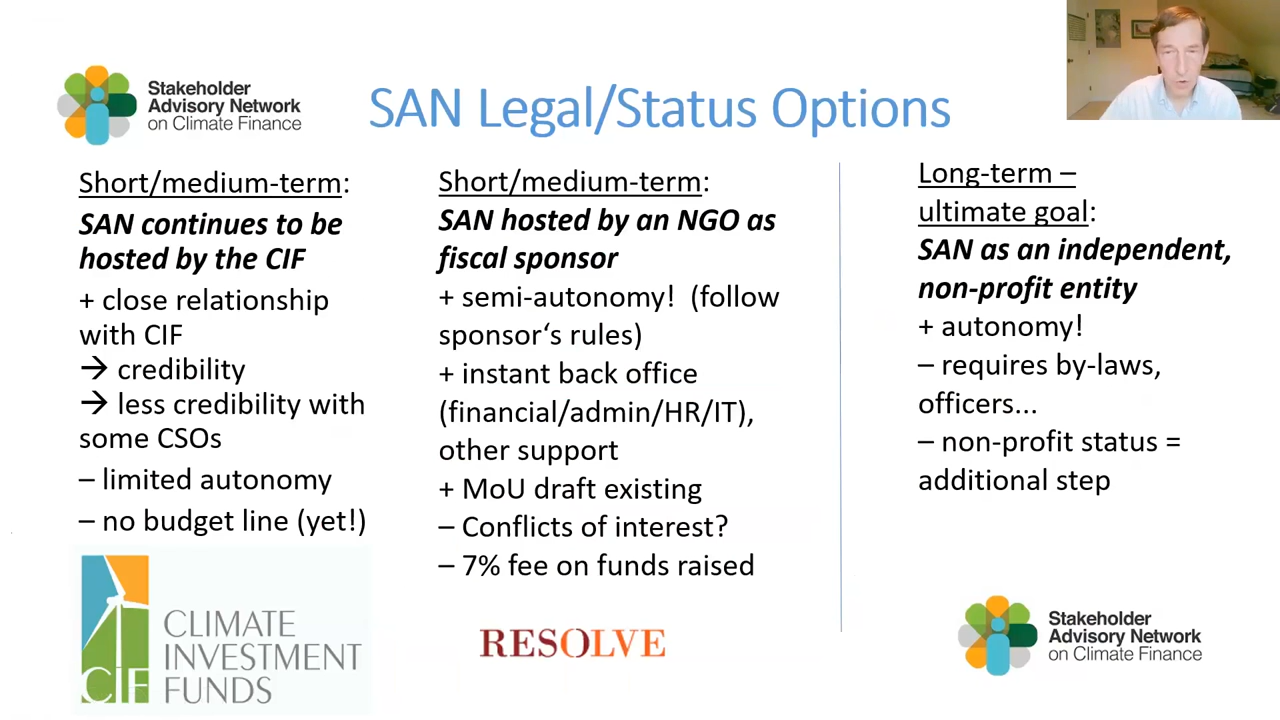 Stakeholder
Advisory Network
on Climate Finance
SAN Legal/Status Options
Short/medium-term:
SAN continues to be
hosted by the CIF
+ close relationship
with CIF
→ credibility
→ less credibility with
some CSOs
– limited autonomy
– no budget line (yet!)
CIF
CLIMATE
INVESTMENT
FUNDS
Short/medium-term:
SAN hosted by an NGO as
fiscal sponsor
+ semi-autonomy! (follow
sponsor‘s rules)
+ instant back office
(financial/admin/HR/IT),
other support
+ MoU draft existing
– Conflicts of interest?
– 7% fee on funds raised
RESOLVE
Long-term –
ultimate goal:
SAN as an independent,
non-profit entity
+ autonomy!
– requires by-laws,
officers...
– non-profit status =
additional step
Stakeholder
Advisory Network
on Climate Finance